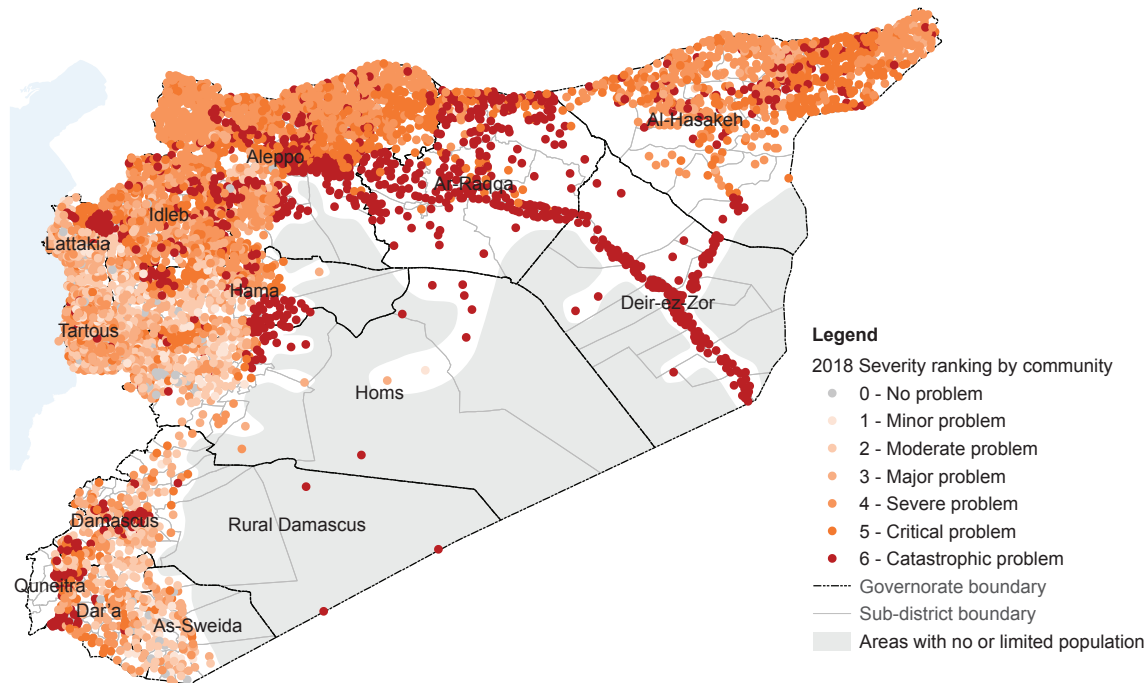 Al-Hasakeh
Aleppo
Ar-Raqqa
Idleb
Lattakia
Hama
Deir-ez-Zor
Tartous
Homs
Damascus
Rural Damascus
Quneitra
Dar'a
As-Sweida
Legend
2018 Severity ranking by community
0 - No problem
1 - Minor problem
2 - Moderate problem
3 - Major problem
4 - Severe problem
5 - Critical problem
6 - Catastrophic problem
Governorate boundary
Sub-district boundary
Areas with no or limited population